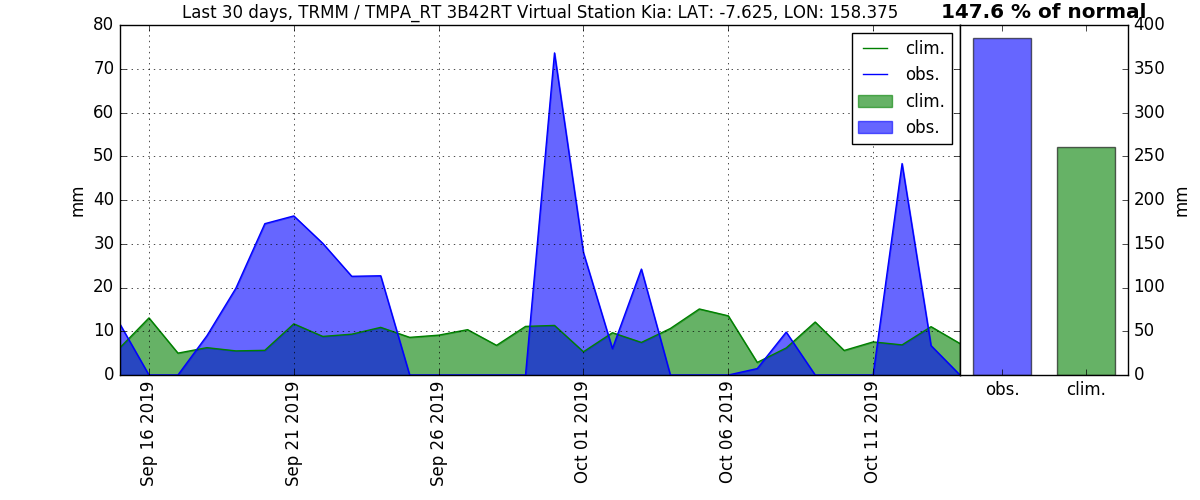 Last 30 days, TRMM / TMPA_RT 3B42RT Virtual Station Kia: LAT: -7.625, LON: 158.375
147.6 % of normal
80
70
60
50
40
30
20
10
0
mm
clim.
obs.
clim.
obs.
Sep 16 2019
Sep 21 2019
Sep 26 2019
Oct 01 2019
Oct 06 2019
Oct 11 2019
400
350
300
250
200
150
100
50
0
mm
obs.
clim.